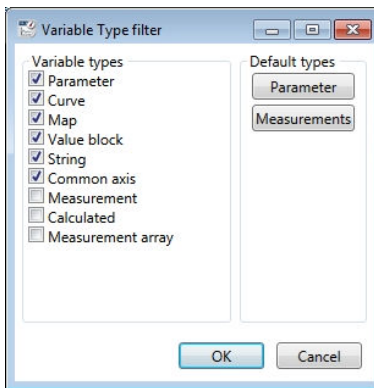 Variable Type filter
Variable types
Parameter
Curve
Map
Value block
String
Common axis
Measurement
Calculated
Measurement array
Default types
Parameter
Measurements
OK
Cancel